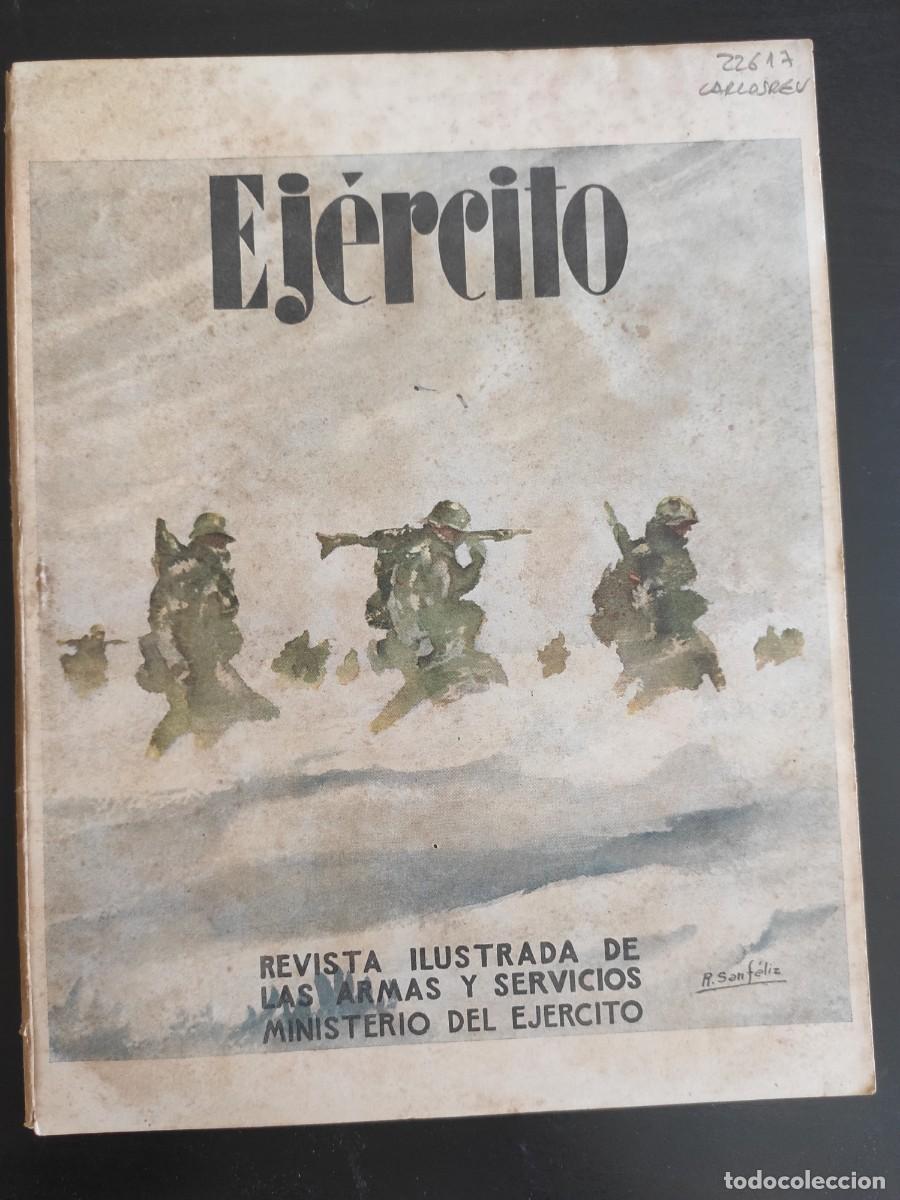 22617
CARLOSREV
Ejército
REVISTA ILUSTRADA DE
LAS ARMAS Y SERVICIOS
MINISTERIO DEL EJERCITO
R. Sanféliz
todocoleccion